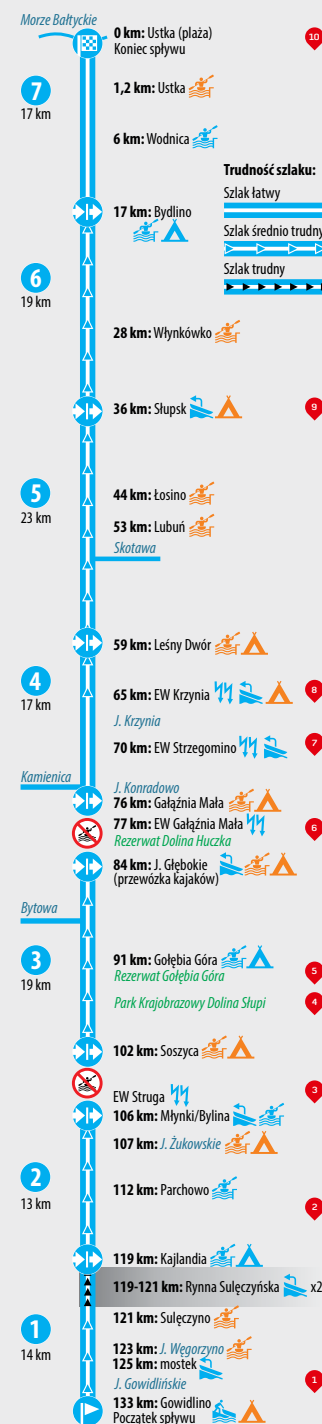 Morze Bałtyckie
0 km: Ustka (plaża)
Koniec spływu
10
7
17 km
1,2 km: Ustka
6 km: Wodnica
Trudność szlaku:
Szlak łatwy
17 km: Bydlino
Szlak średnio trudny
Szlak trudny
6
19 km
28 km: Włynkówko
36 km: Słupsk
9
5
23 km
44 km: Łosino
53 km: Lubuń
Skotawa
59 km: Leśny Dwór
4
17 km
65 km: EW Krzynia
8
J. Krzynia
70 km: EW Strzegomino
7
Kamienica
J. Konradowo
76 km: Gałąźnia Mała
77 km: EW Gałąźnia Mała
6
Rezerwat Dolina Huczka
84 km: J. Głębokie
(przewózka kajaków)
Bytowa
3
19 km
91 km: Gołębia Góra
Rezerwat Gołębia Góra
5
Park Krajobrazowy Dolina Słupi
4
102 km: Soszyca
EW Struga
3
106 km: Młynki/Bylina
107 km: J. Żukowskie
2
13 km
112 km: Parchowo
2
119 km: Kajlandia
119-121 km: Rynna Sulęczyńska x2
1
14 km
121 km: Sulęczyno
123 km: J. Węgorzyno
125 km: mostek
J. Gowidlińskie
1
133 km: Gowidlino
Początek spływu